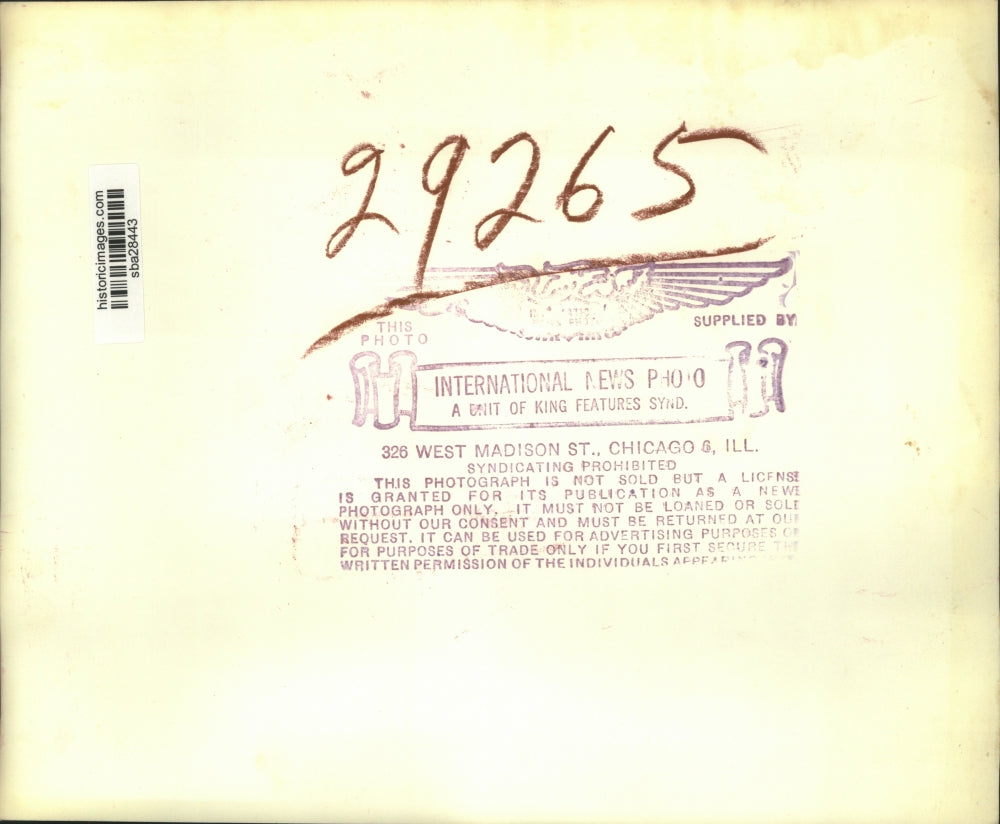 historicimages.com
sba28443
29265
THIS
PHOTO
SUPPLIED BY
INTERNATIONAL NEWS PHOTO
A UNIT OF KING FEATURES SYND.
326 WEST MADISON ST., CHICAGO 6, ILL.
SYNDICATING PROHIBITED
THIS PHOTOGRAPH IS NOT SOLD BUT A LICENSE
IS GRANTED FOR ITS PUBLICATION AS A NEWS
PHOTOGRAPH ONLY. IT MUST NOT BE LOANED OR SOLD
WITHOUT OUR CONSENT AND MUST BE RETURNED AT OUR
REQUEST. IT CAN BE USED FOR ADVERTISING PURPOSES OR
FOR PURPOSES OF TRADE ONLY IF YOU FIRST SECURE THE
WRITTEN PERMISSION OF THE INDIVIDUALS APPEARING